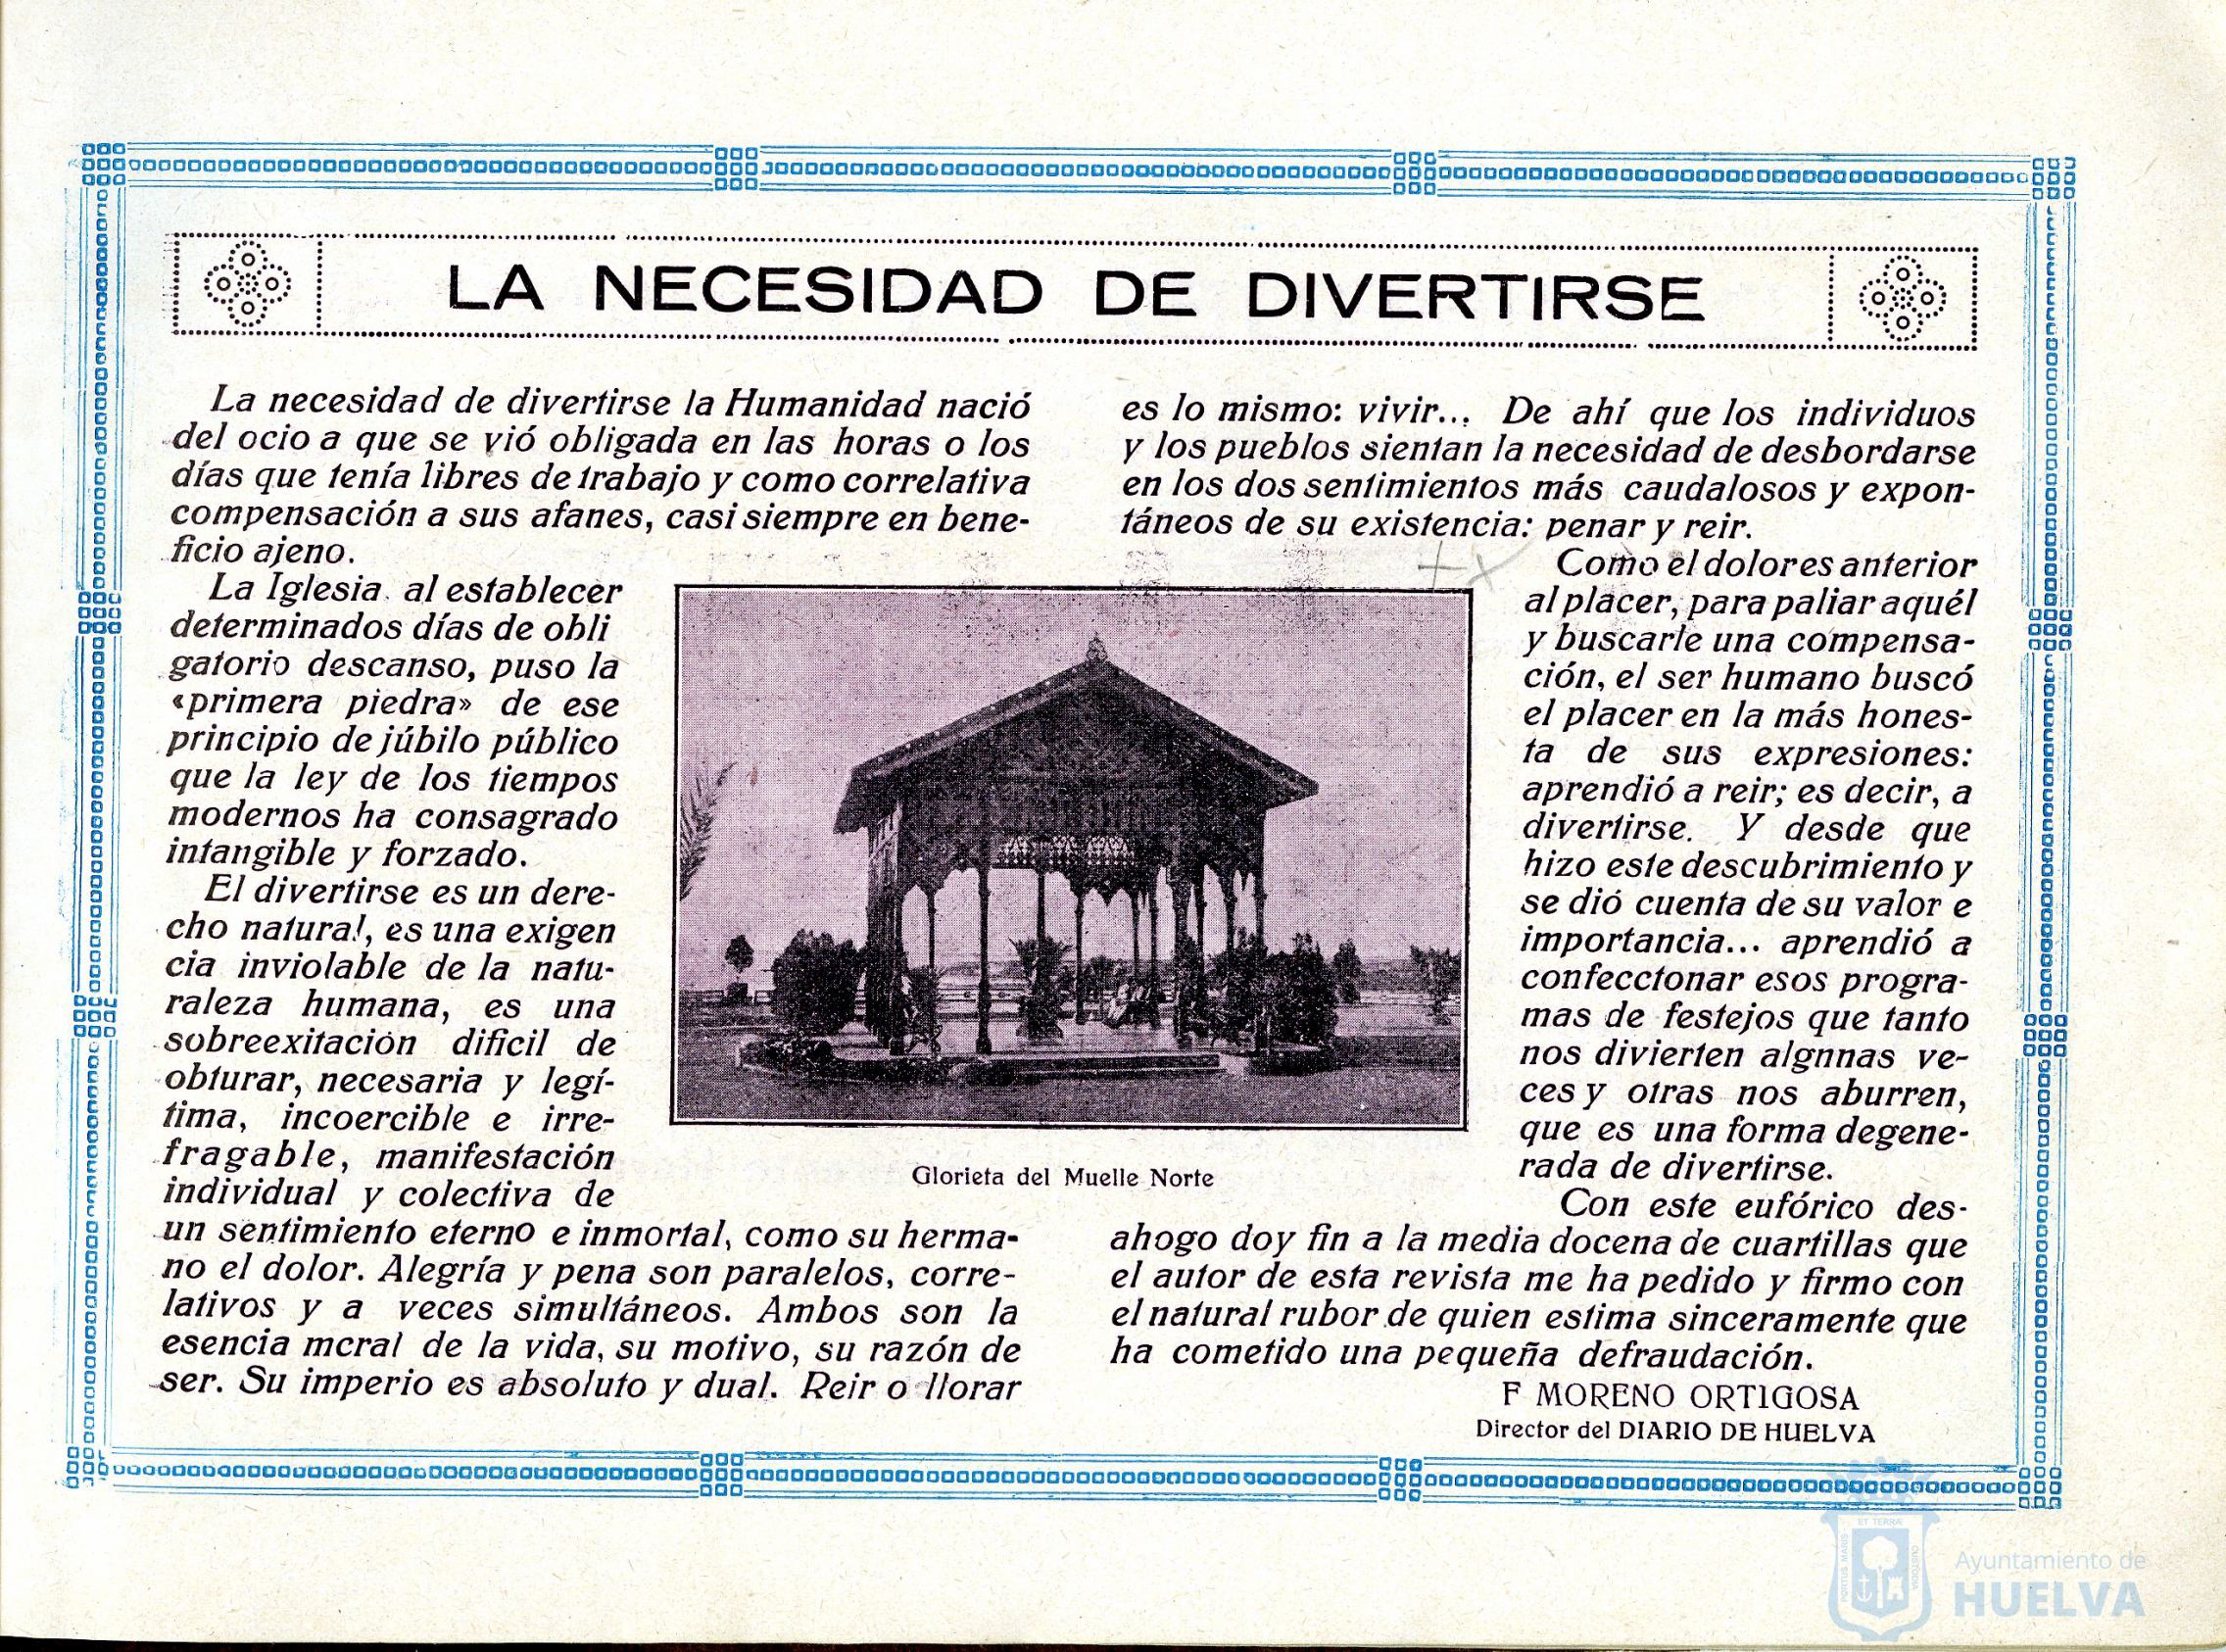 LA NECESIDAD DE DIVERTIRSE
La necesidad de divertirse la Humanidad nació
del ocio a que se vió obligada en las horas o los
días que tenía libres de trabajo y como correlativa
compensación a sus afanes, casi siempre en bene-
ficio ajeno.
La Iglesia al establecer
determinados días de obli
gatorio descanso, puso la
«primera piedra» de ese
principio de júbilo público
que la ley de los tiempos
modernos ha consagrado
intangible y forzado.
El divertirse es un dere-
cho natural, es una exigen
cia inviolable de la natu-
raleza humana, es una
sobreexitación dificil de
obturar, necesaria y legí-
tima, incoercible e irre-
fragable, manifestación
individual y colectiva de
un sentimiento eterno e inmortal, como su herma-
no el dolor. Alegría y pena son paralelos, corre-
lativos y a veces simultáneos. Ambos son la
esencia mcral de la vida, su motivo, su razón de
ser. Su imperio es absoluto y dual. Reir o llorar
es lo mismo: vivir... De ahí que los individuos
y los pueblos sientan la necesidad de desbordarse
en los dos sentimientos más caudalosos y expon-
táneos de su existencia: penar y reir.
Como el dolor es anterior
al placer, para paliar aquél
y buscarle una compensa-
ción, el ser humano buscó
el placer en la más hones-
ta de sus expresiones:
aprendió a reir; es decir, a
divertirse. Y desde que
hizo este descubrimiento y
se dió cuenta de su valor e
importancia... aprendió a
confecctonar esos progra-
mas de festejos que tanto
nos divierten algnnas ve-
ces y otras nos aburren,
que es una forma degene-
rada de divertirse.
Con este eufórico des-
ahogo doy fin a la media docena de cuartillas que
el autor de esta revista me ha pedido y firmo con
el natural rubor de quien estima sinceramente que
ha cometido una pequeña defraudación.
F MORENO ORTIGOSA
Director del DIARIO DE HUELVA
Glorieta del Muelle Norte
PORTUS MARIS
ET TERRÆ
CUSTODIA
Ayuntamiento de
HUELVA